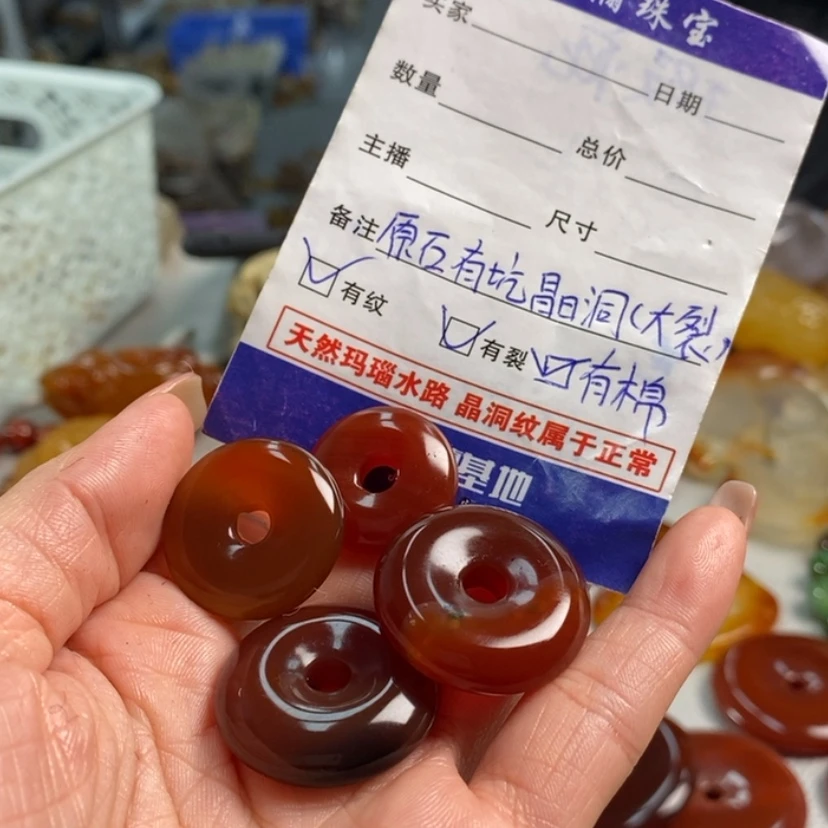 珠宝
买家
日期
数量
总价
主播
尺寸
备注 原石有坑晶洞(大裂)
有纹
有裂
有棉
天然玛瑙水路 晶洞纹属于正常
基地